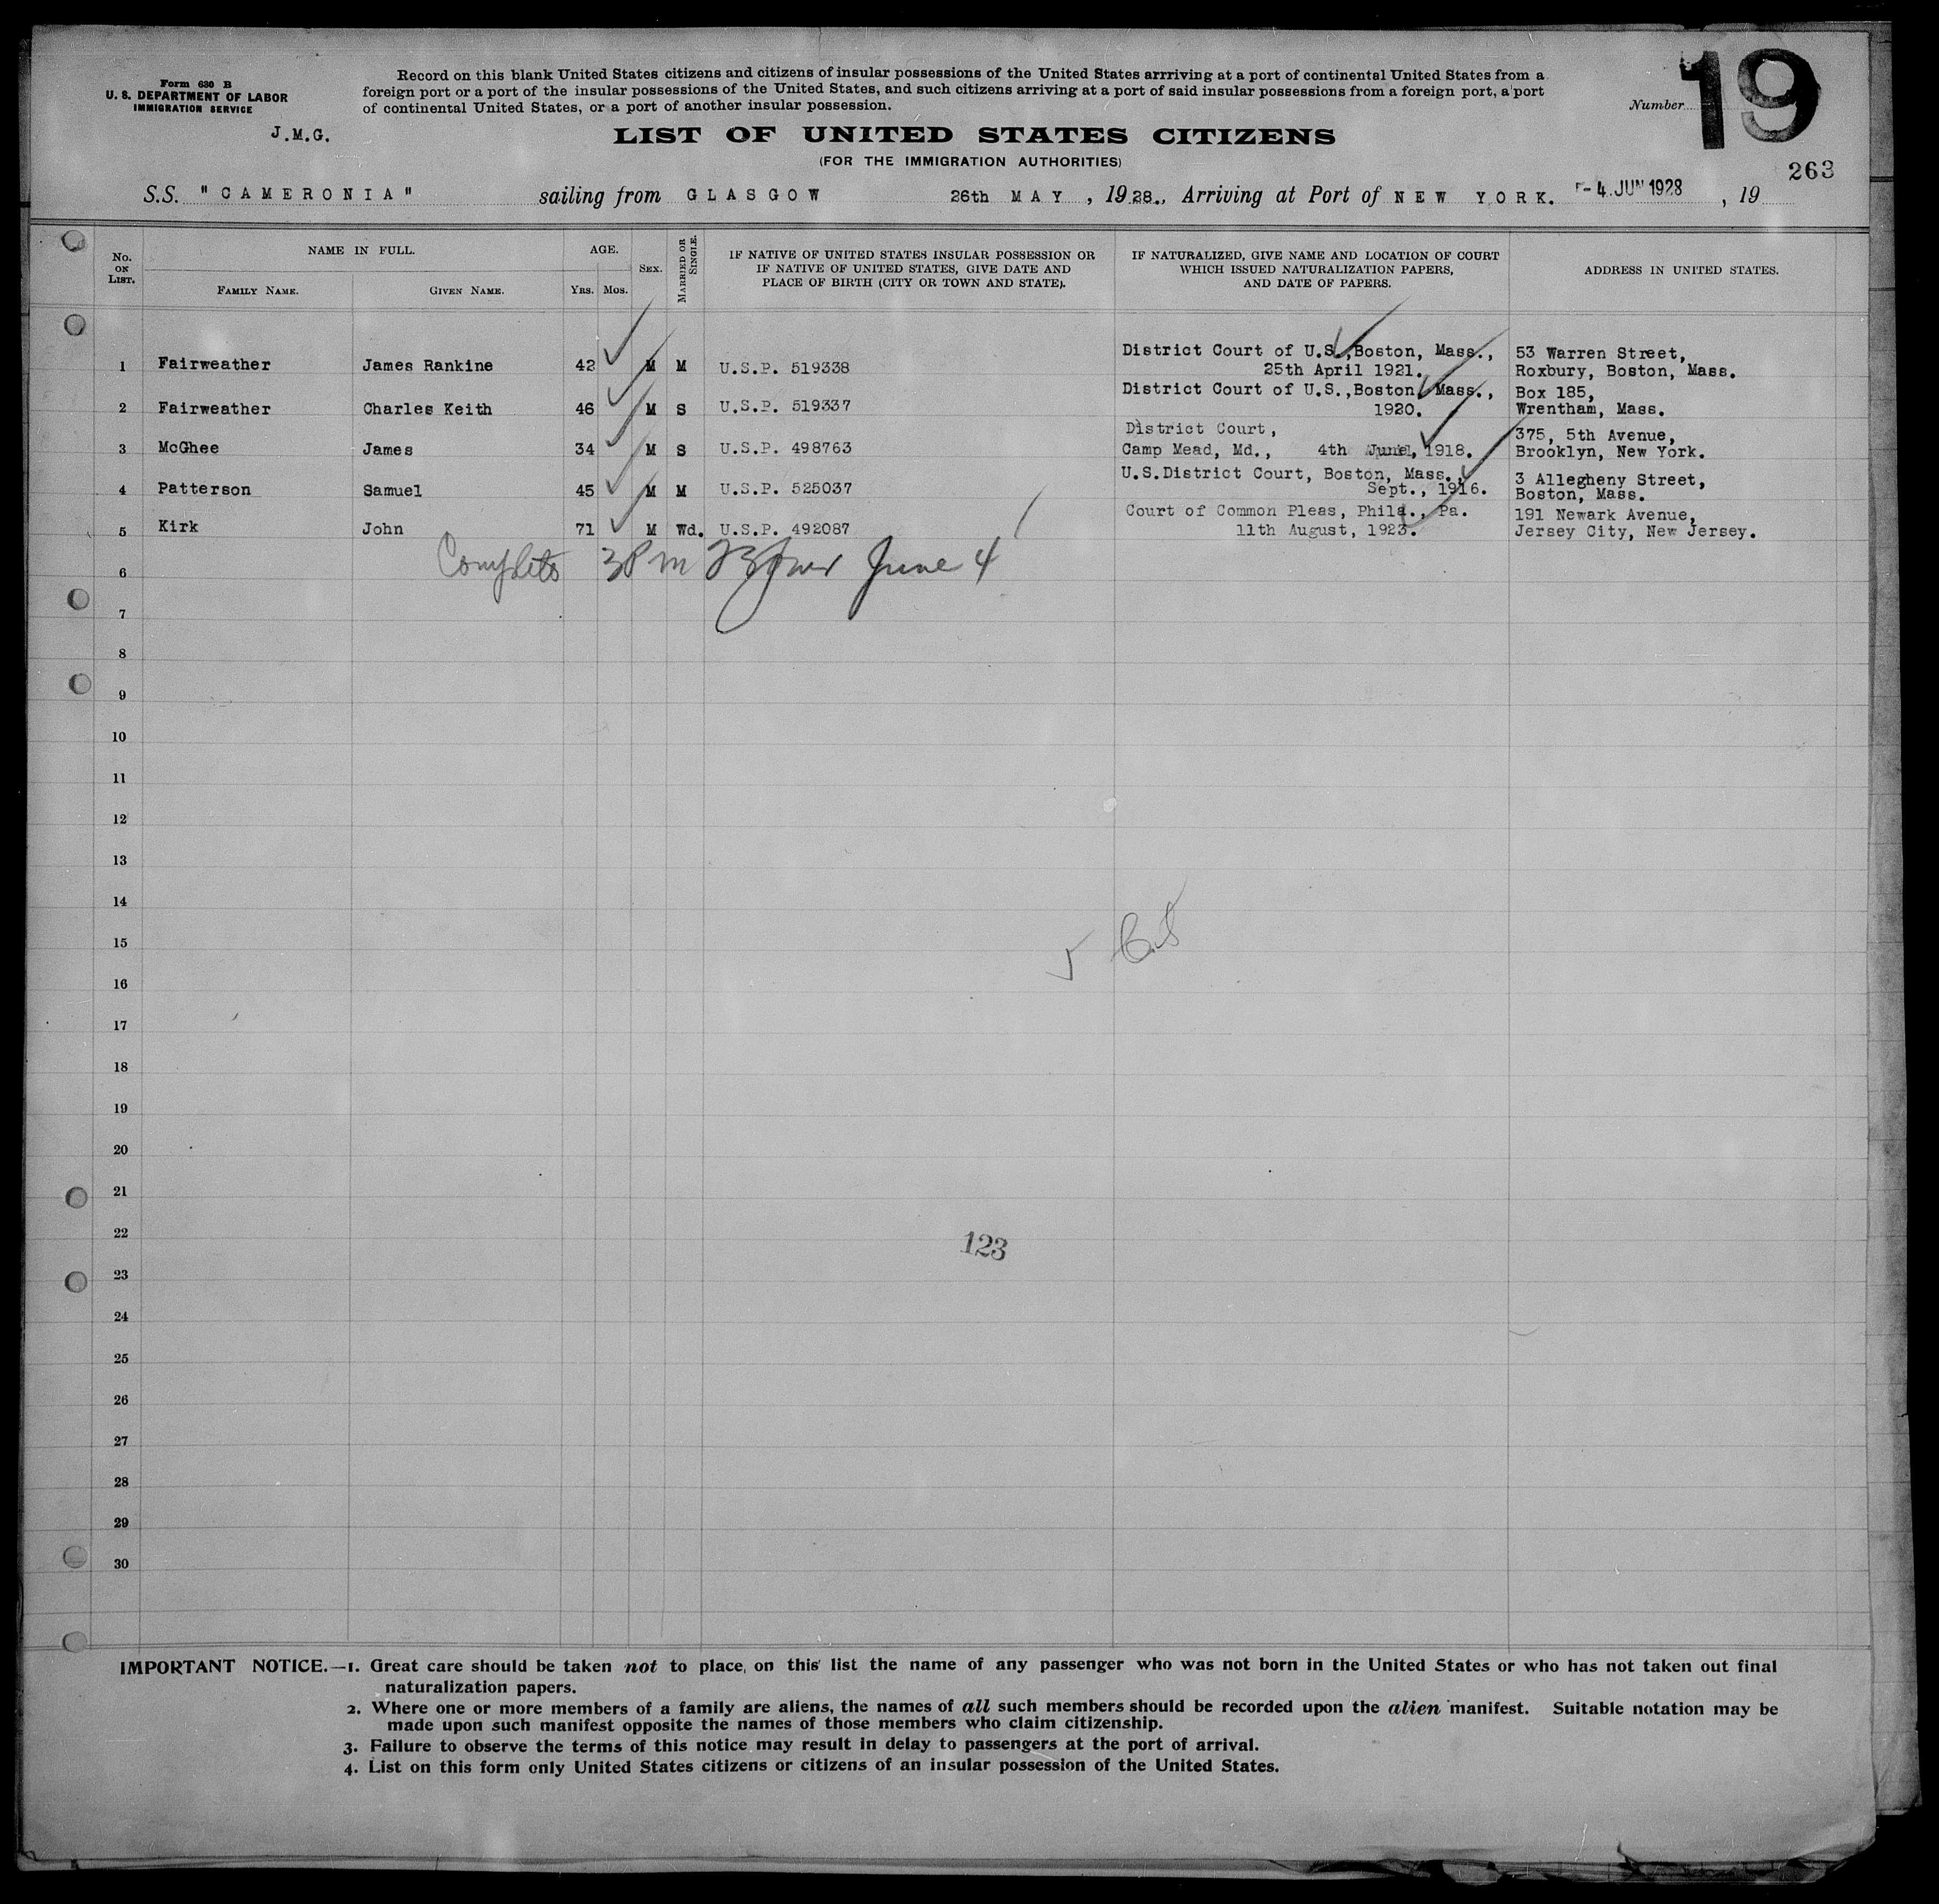 Form 630 B
U. S. DEPARTMENT OF LABOR
IMMIGRATION SERVICE
J.M.G.
Record on this blank United States citizens and citizens of insular possessions of the United States arrriving at a port of continental United States from a
foreign port or a port of the insular possessions of the United States, and such citizens arriving at a port of said insular possessions from a foreign port, a port
of continental United States, or a port of another insular possession.
Number 19
LIST OF UNITED STATES CITIZENS
(FOR THE IMMIGRATION AUTHORITIES)
263
S.S. "CAMERONIA" sailing from GLASGOW 26th MAY, 1928., Arriving at Port of NEW YORK. -4 JUN 1928, 19
No. ON LIST. NAME IN FULL. FAMILY NAME. GIVEN NAME. AGE. YRS. MOS. SEX. MARRIED OR SINGLE. IF NATIVE OF UNITED STATES INSULAR POSSESSION OR IF NATIVE OF UNITED STATES, GIVE DATE AND PLACE OF BIRTH (CITY OR TOWN AND STATE). IF NATURALIZED, GIVE NAME AND LOCATION OF COURT WHICH ISSUED NATURALIZATION PAPERS, AND DATE OF PAPERS. ADDRESS IN UNITED STATES.
1 Fairweather James Rankine 42 M M U.S.P. 519338 District Court of U.S.,Boston, Mass., 25th April 1921. 53 Warren Street, Roxbury, Boston, Mass.
2 Fairweather Charles Keith 46 M S U.S.P. 519337 District Court of U.S.,Boston, Mass., 1920. Box 185, Wrentham, Mass.
3 McGhee James 34 M S U.S.P. 498763 District Court, Camp Mead, Md., 4th June, 1918. 375, 5th Avenue, Brooklyn, New York.
4 Patterson Samuel 45 M M U.S.P. 525037 U.S.District Court, Boston, Mass., Sept., 1916. 3 Allegheny Street, Boston, Mass.
5 Kirk John 71 M Wd. U.S.P. 492087 Court of Common Pleas, Phila., Pa. 11th August, 1923. 191 Newark Avenue, Jersey City, New Jersey.
6 Complete 3 P m June 4
7
8
9
10
11
12
13
14
15
16
17
18
19
20
21
22
123
23
24
25
26
27
28
29
30
IMPORTANT NOTICE.—1. Great care should be taken not to place on this list the name of any passenger who was not born in the United States or who has not taken out final
naturalization papers.
2. Where one or more members of a family are aliens, the names of all such members should be recorded upon the alien manifest. Suitable notation may be
made upon such manifest opposite the names of those members who claim citizenship.
3. Failure to observe the terms of this notice may result in delay to passengers at the port of arrival.
4. List on this form only United States citizens or citizens of an insular possession of the United States.